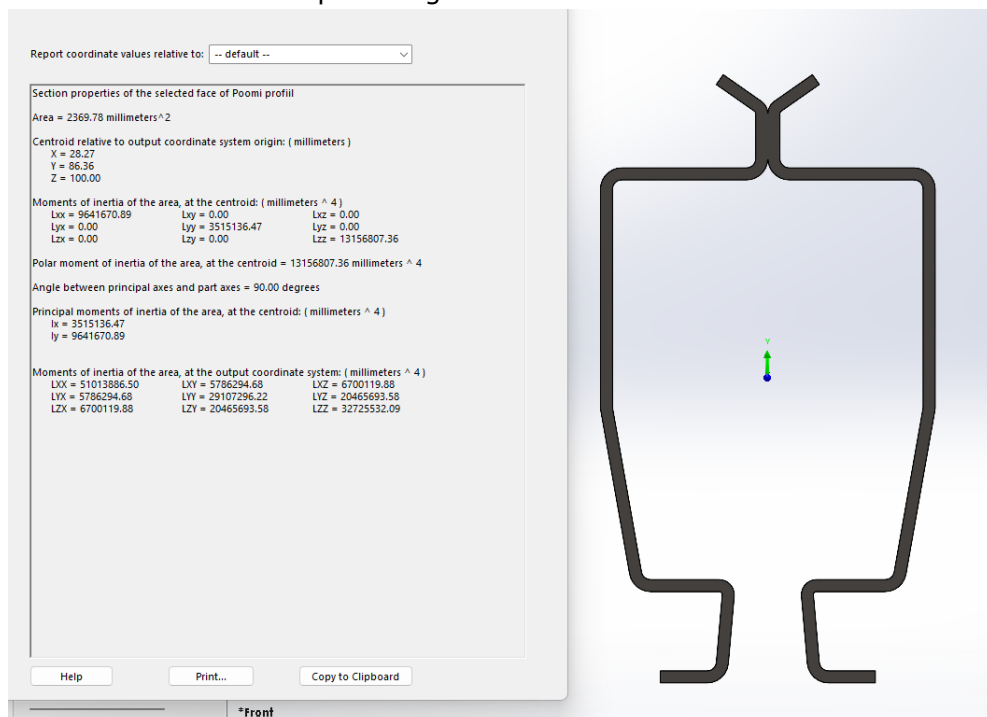 Report coordinate values relative to: -- default --
Section properties of the selected face of Poomi profiil
Area = 2369.78 millimeters^2
Centroid relative to output coordinate system origin: ( millimeters )
X = 28.27
Y = 86.36
Z = 100.00
Moments of inertia of the area, at the centroid: ( millimeters ^ 4 )
Lxx = 9641670.89 Lxy = 0.00 Lxz = 0.00
Lyx = 0.00 Lyy = 3515136.47 Lyz = 0.00
Lzx = 0.00 Lzy = 0.00 Lzz = 13156807.36
Polar moment of inertia of the area, at the centroid = 13156807.36 millimeters ^ 4
Angle between principal axes and part axes = 90.00 degrees
Principal moments of inertia of the area, at the centroid: ( millimeters ^ 4 )
Ix = 3515136.47
Iy = 9641670.89
Moments of inertia of the area, at the output coordinate system: ( millimeters ^ 4 )
LXX = 51013886.50 LXY = 5786294.68 LXZ = 6700119.88
LYX = 5786294.68 LYY = 29107296.22 LYZ = 20465693.58
LZX = 6700119.88 LZY = 20465693.58 LZZ = 32725532.09
Y
Help Print... Copy to Clipboard
*Front